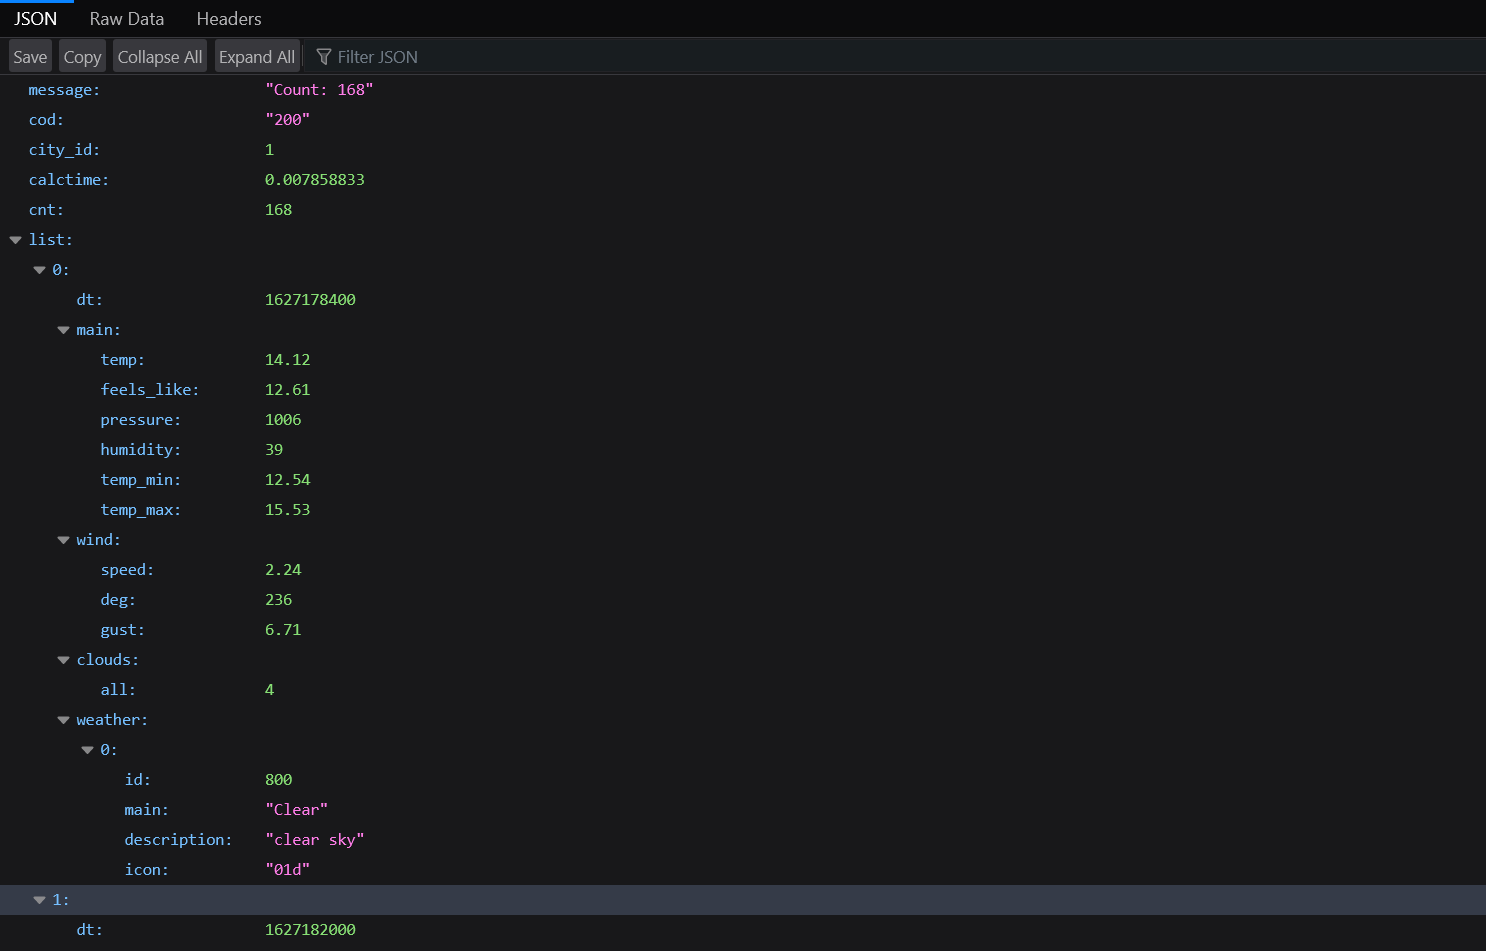 JSON Raw Data Headers
Save Copy Collapse All Expand All Filter JSON
message: "Count: 168"
cod: "200"
city_id: 1
calctime: 0.007858833
cnt: 168
list:
0:
dt: 1627178400
main:
temp: 14.12
feels_like: 12.61
pressure: 1006
humidity: 39
temp_min: 12.54
temp_max: 15.53
wind:
speed: 2.24
deg: 236
gust: 6.71
clouds:
all: 4
weather:
0:
id: 800
main: "Clear"
description: "clear sky"
icon: "01d"
1:
dt: 1627182000